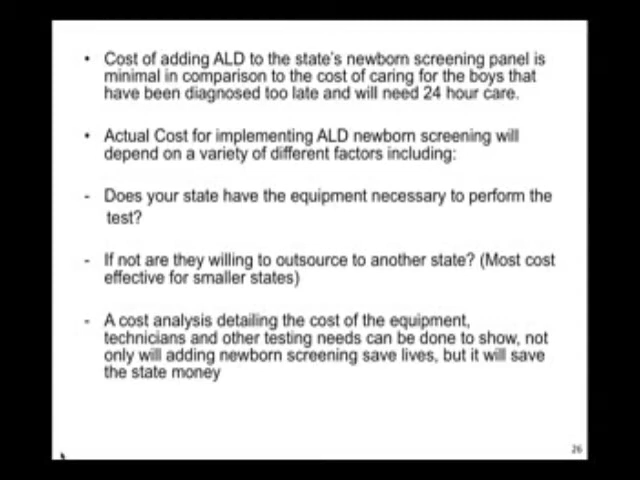 • Cost of adding ALD to the state's newborn screening panel is
minimal in comparison to the cost of caring for the boys that
have been diagnosed too late and will need 24 hour care.
• Actual Cost for implementing ALD newborn screening will
depend on a variety of different factors including:
- Does your state have the equipment necessary to perform the
test?
- If not are they willing to outsource to another state? (Most cost
effective for smaller states)
- A cost analysis detailing the cost of the equipment,
technicians and other testing needs can be done to show, not
only will adding newborn screening save lives, but it will save
the state money
26